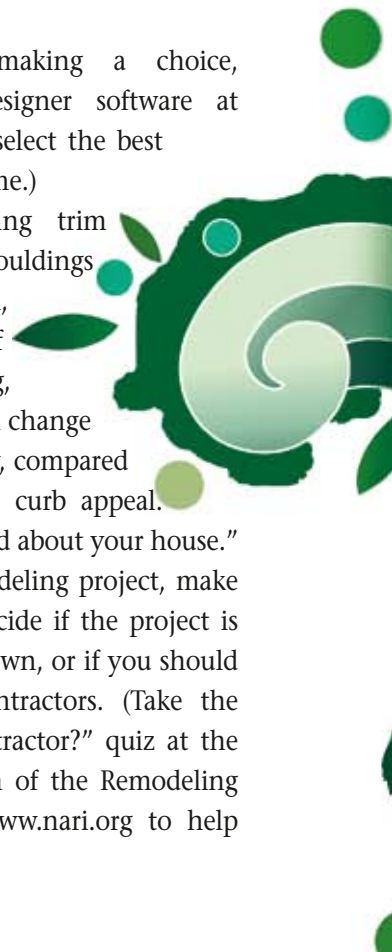 making a choice,
esigner software at
select the best
ne.)
ng trim
ouldings
,
f
g,
change
, compared
curb appeal.
d about your house.”
deling project, make
cide if the project is
wn, or if you should
ntractors. (Take the
tractor?” quiz at the
of the Remodeling
ww.nari.org to help